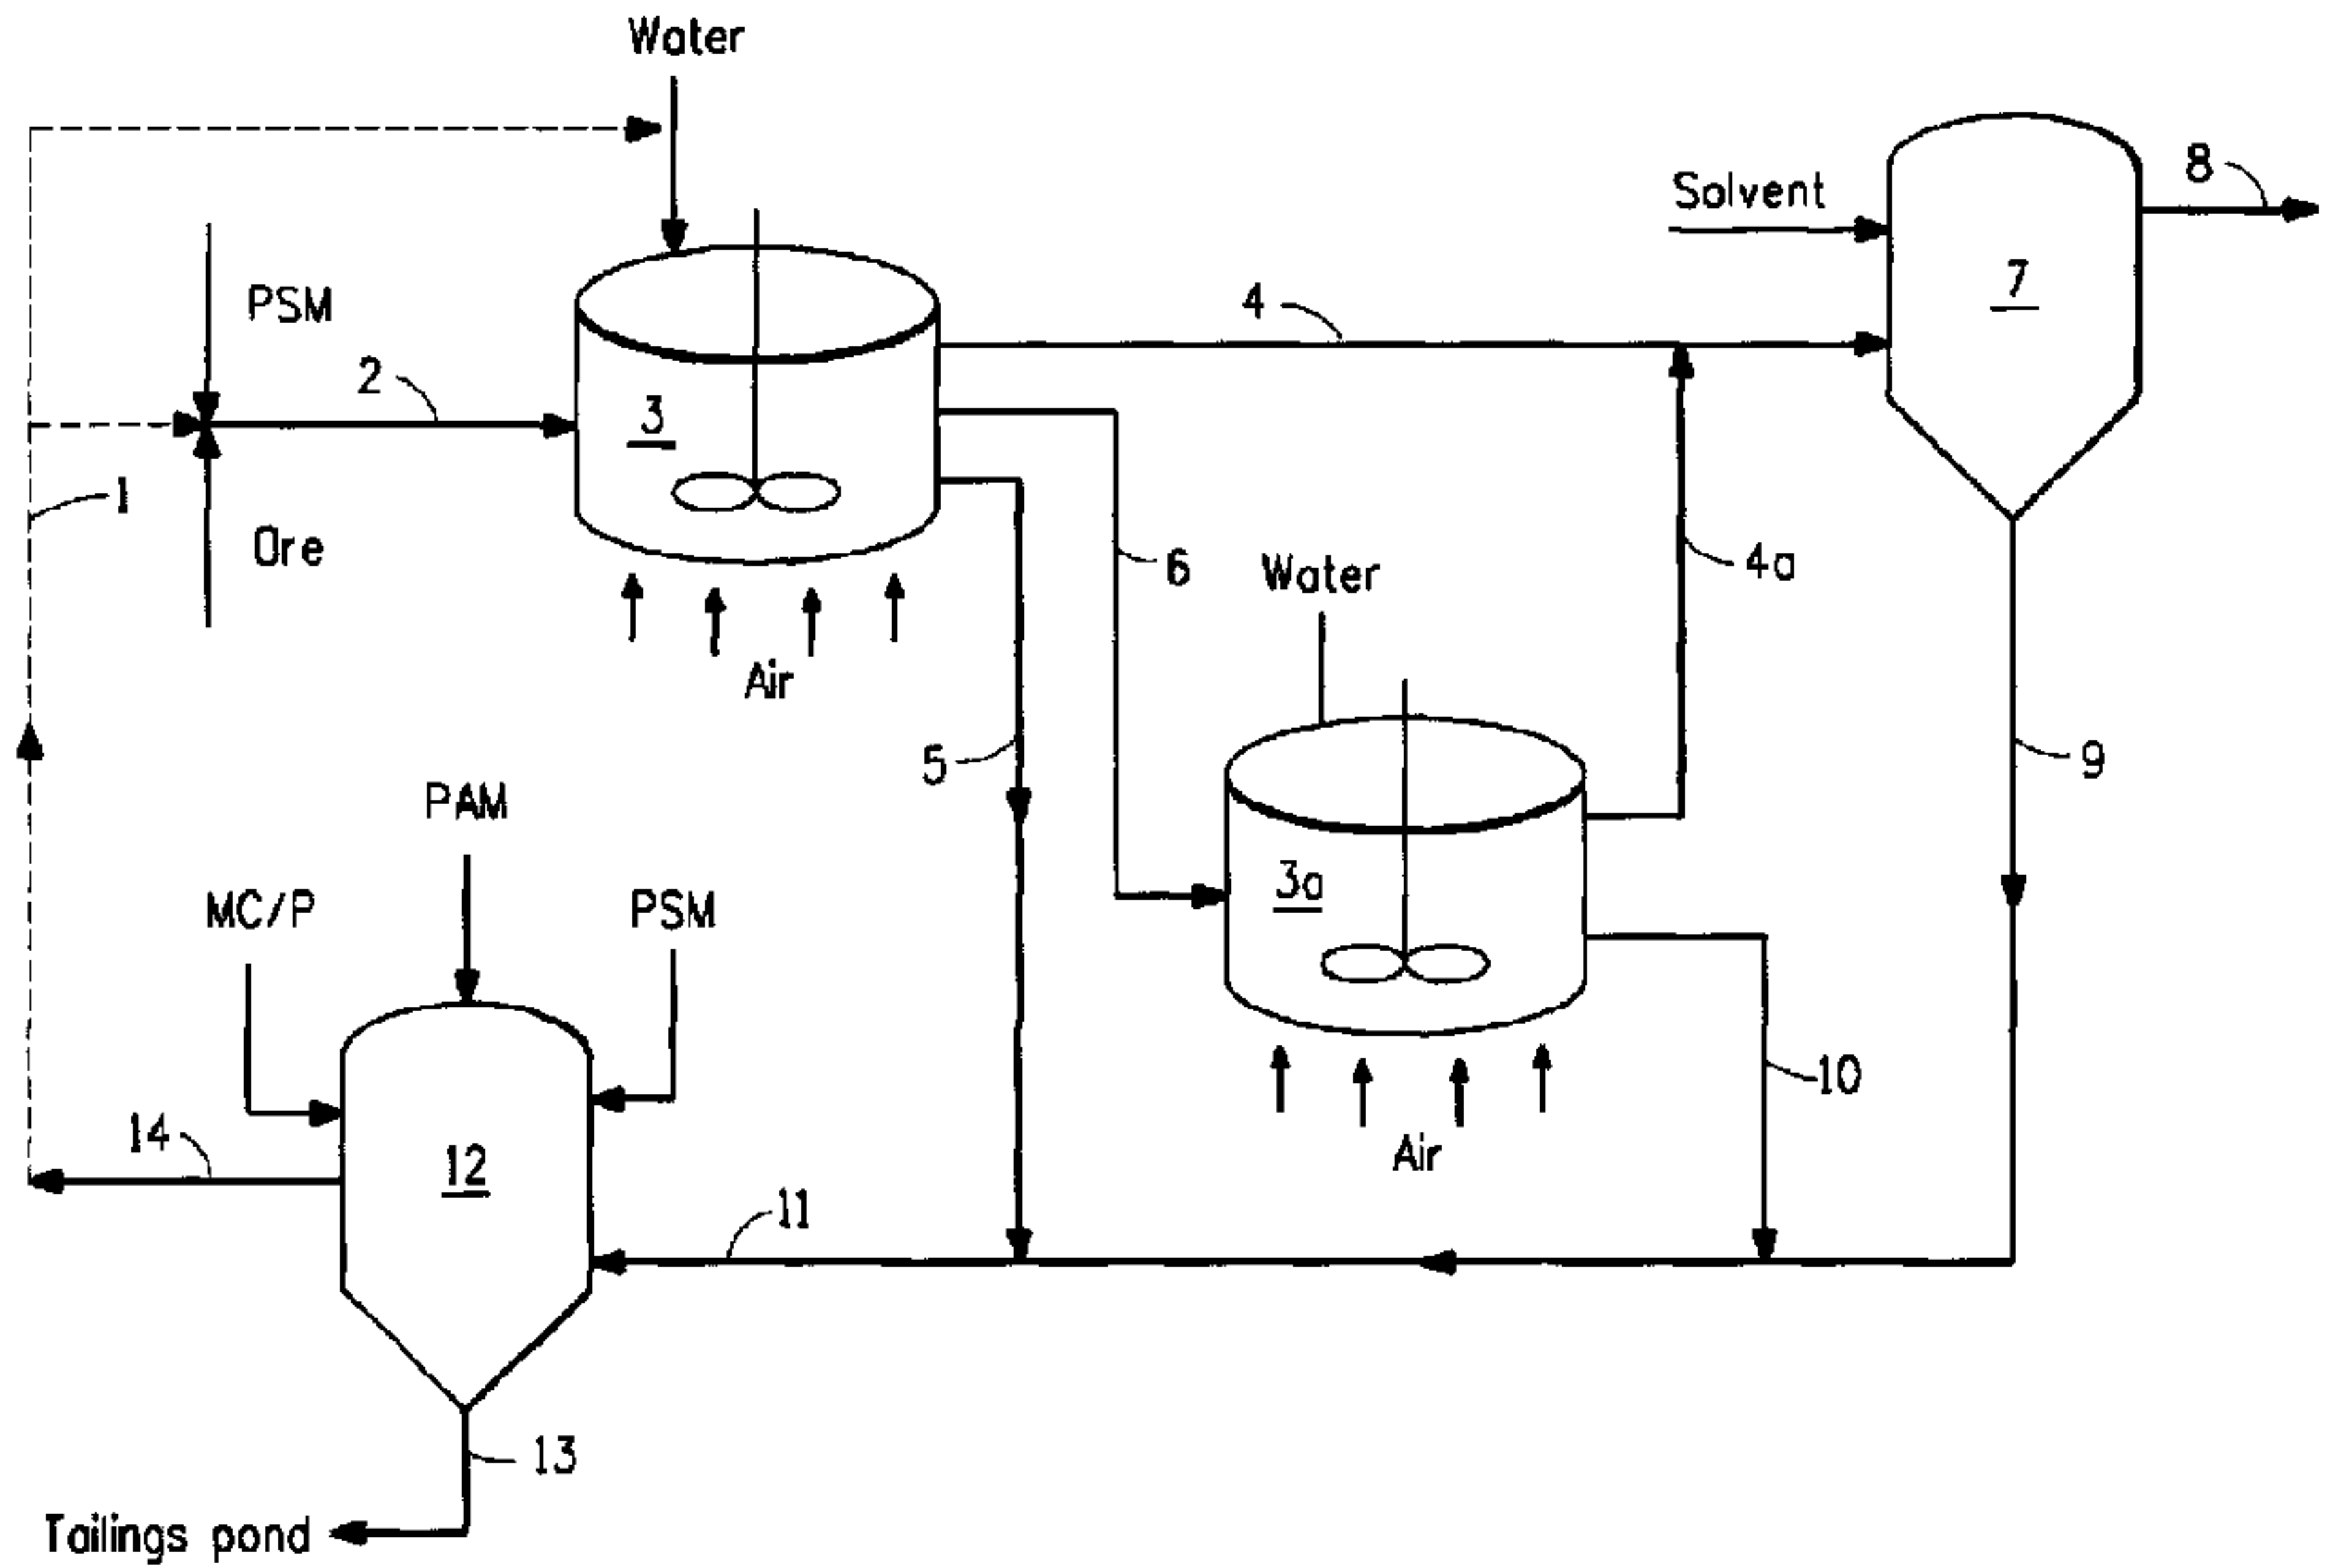 Water
8
Solvent
7
4
PSM
2
3
1
Ore
6
Water
4a
Air
5
9
PAM
3a
MC/P
PSM
10
14
12
Air
11
13
Tailings pond